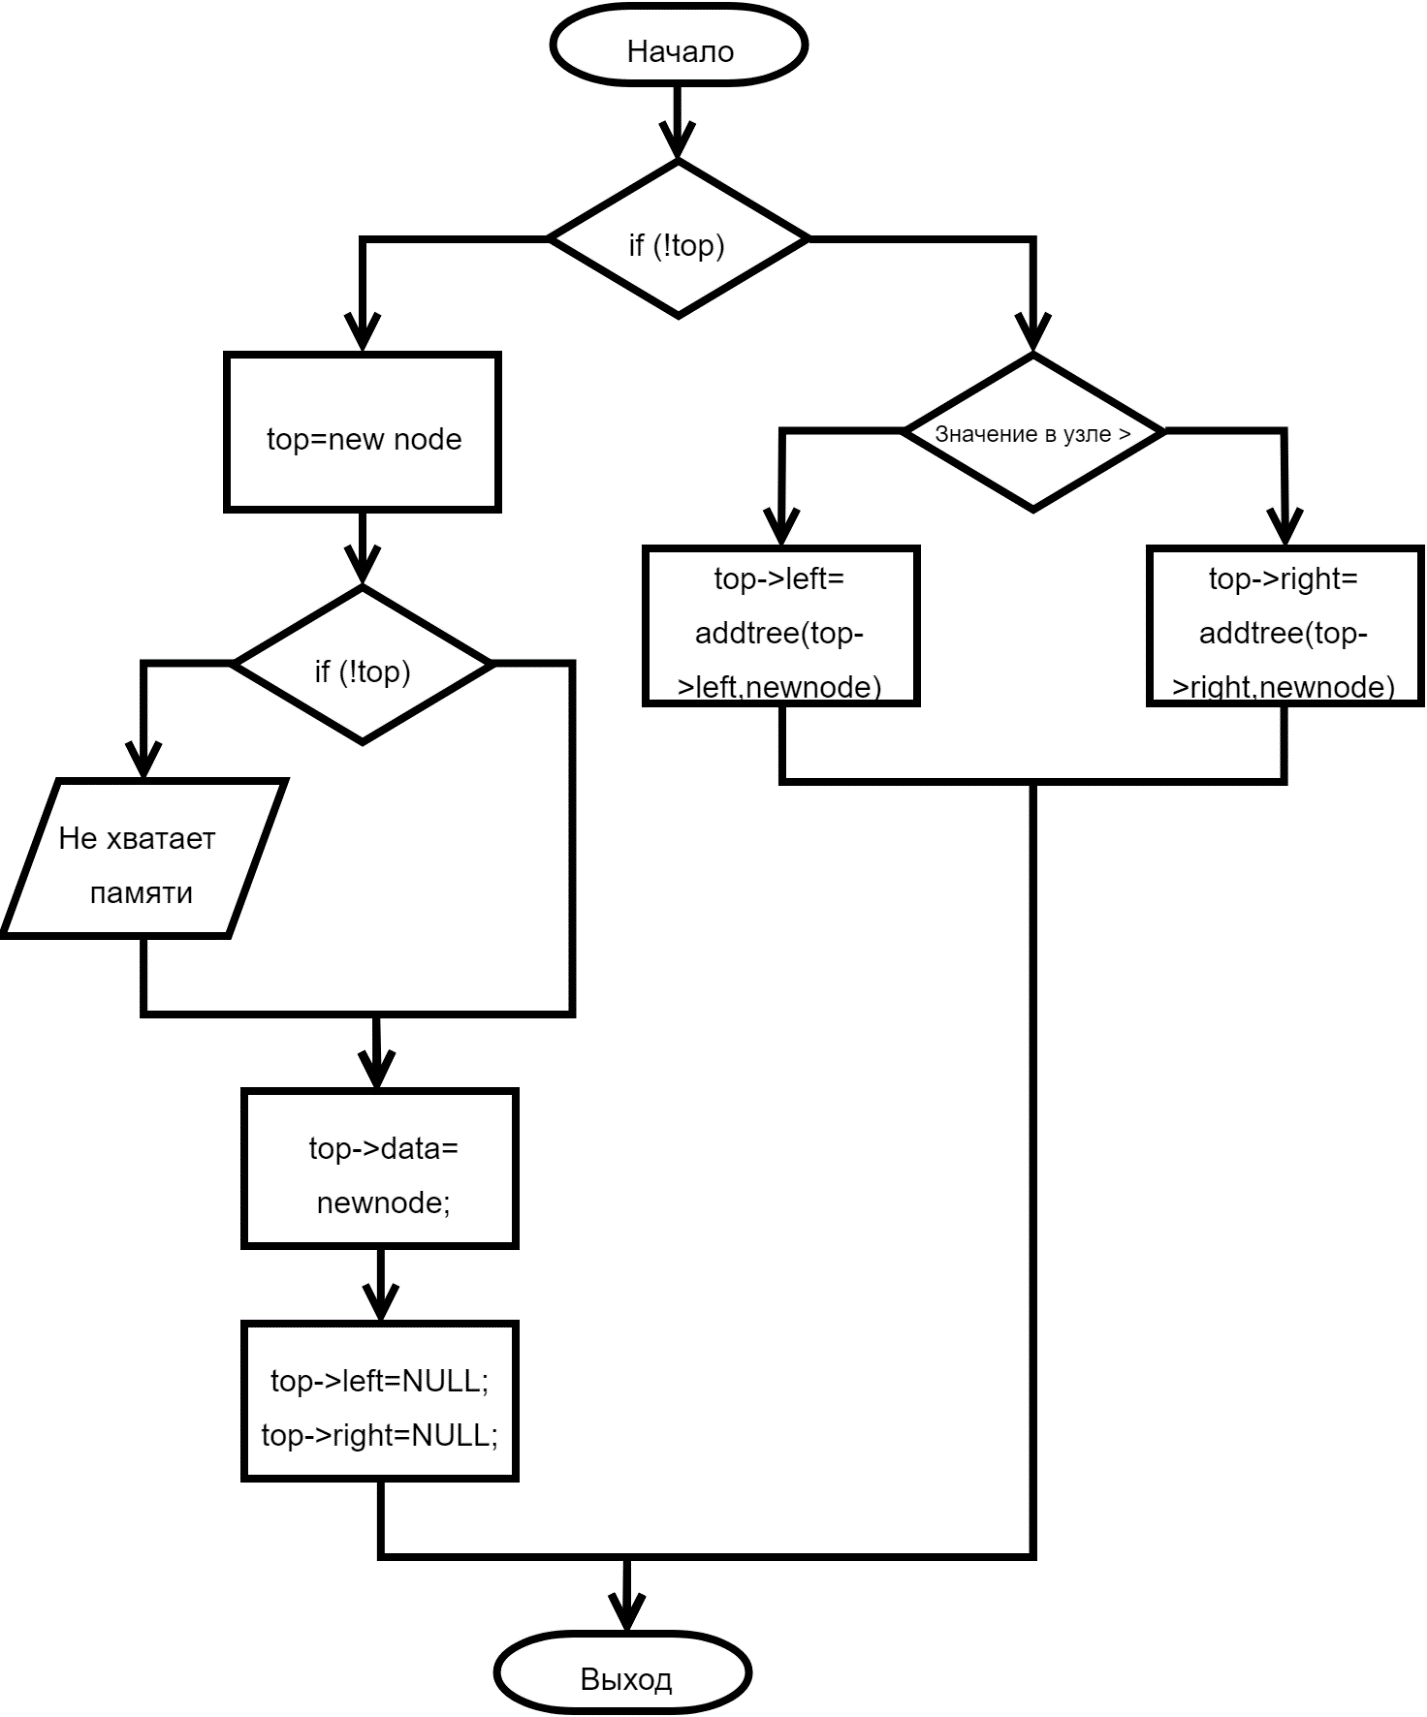 Начало
if (!top)
top=new node
Значение в узле >
top->left=
addtree(top-
>left,newnode)
top->right=
addtree(top-
>right,newnode)
if (!top)
Не хватает
памяти
top->data=
newnode;
top->left=NULL;
top->right=NULL;
Выход